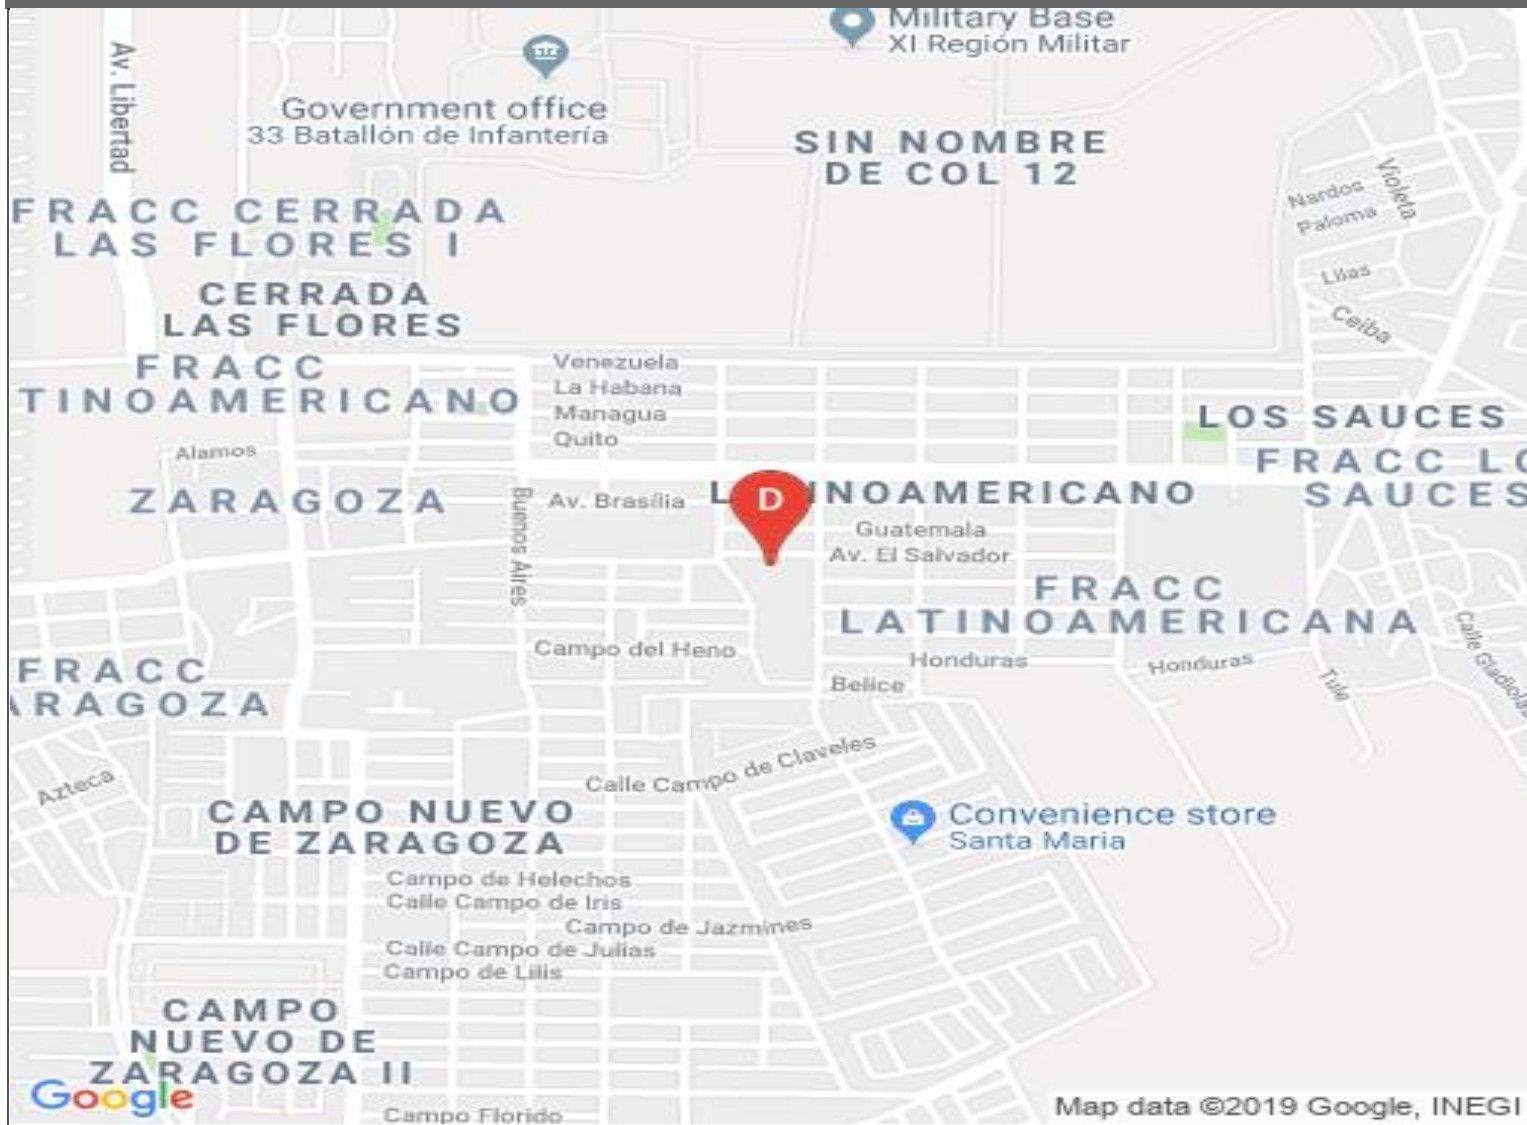 Military Base
XI Región Militar
Av. Libertad
Government office
33 Batallón de Infantería
SIN NOMBRE
DE COL 12
Violeta
Nardos
Paloma
FRACC CERRADA
LAS FLORES I
Lilas
CERRADA
LAS FLORES
Ceiba
FRACC
TINOAMERICANO
Venezuela
La Habana
Managua
Quito
LOS SAUCES
Alamos
FRACC LO
SAUCES
ZARAGOZA
Buenos Aires
Av. Brasília
L
D
INOAMERICANO
Guatemala
Av. El Salvador
FRACC
LATINOAMERICANA
Calle Gladiolas
Campo del Heno
Honduras
Honduras
Tule
FRACC
ARAGOZA
Belice
Azteca
Calle Campo de Claveles
CAMPO NUEVO
DE ZARAGOZA
Convenience store
Santa Maria
Campo de Helechos
Calle Campo de Iris
Campo de Jazmines
Calle Campo de Julias
Campo de Lilis
CAMPO
NUEVO DE
ZARAGOZA II
Google
Campo Florido
Map data ©2019 Google, INEGI